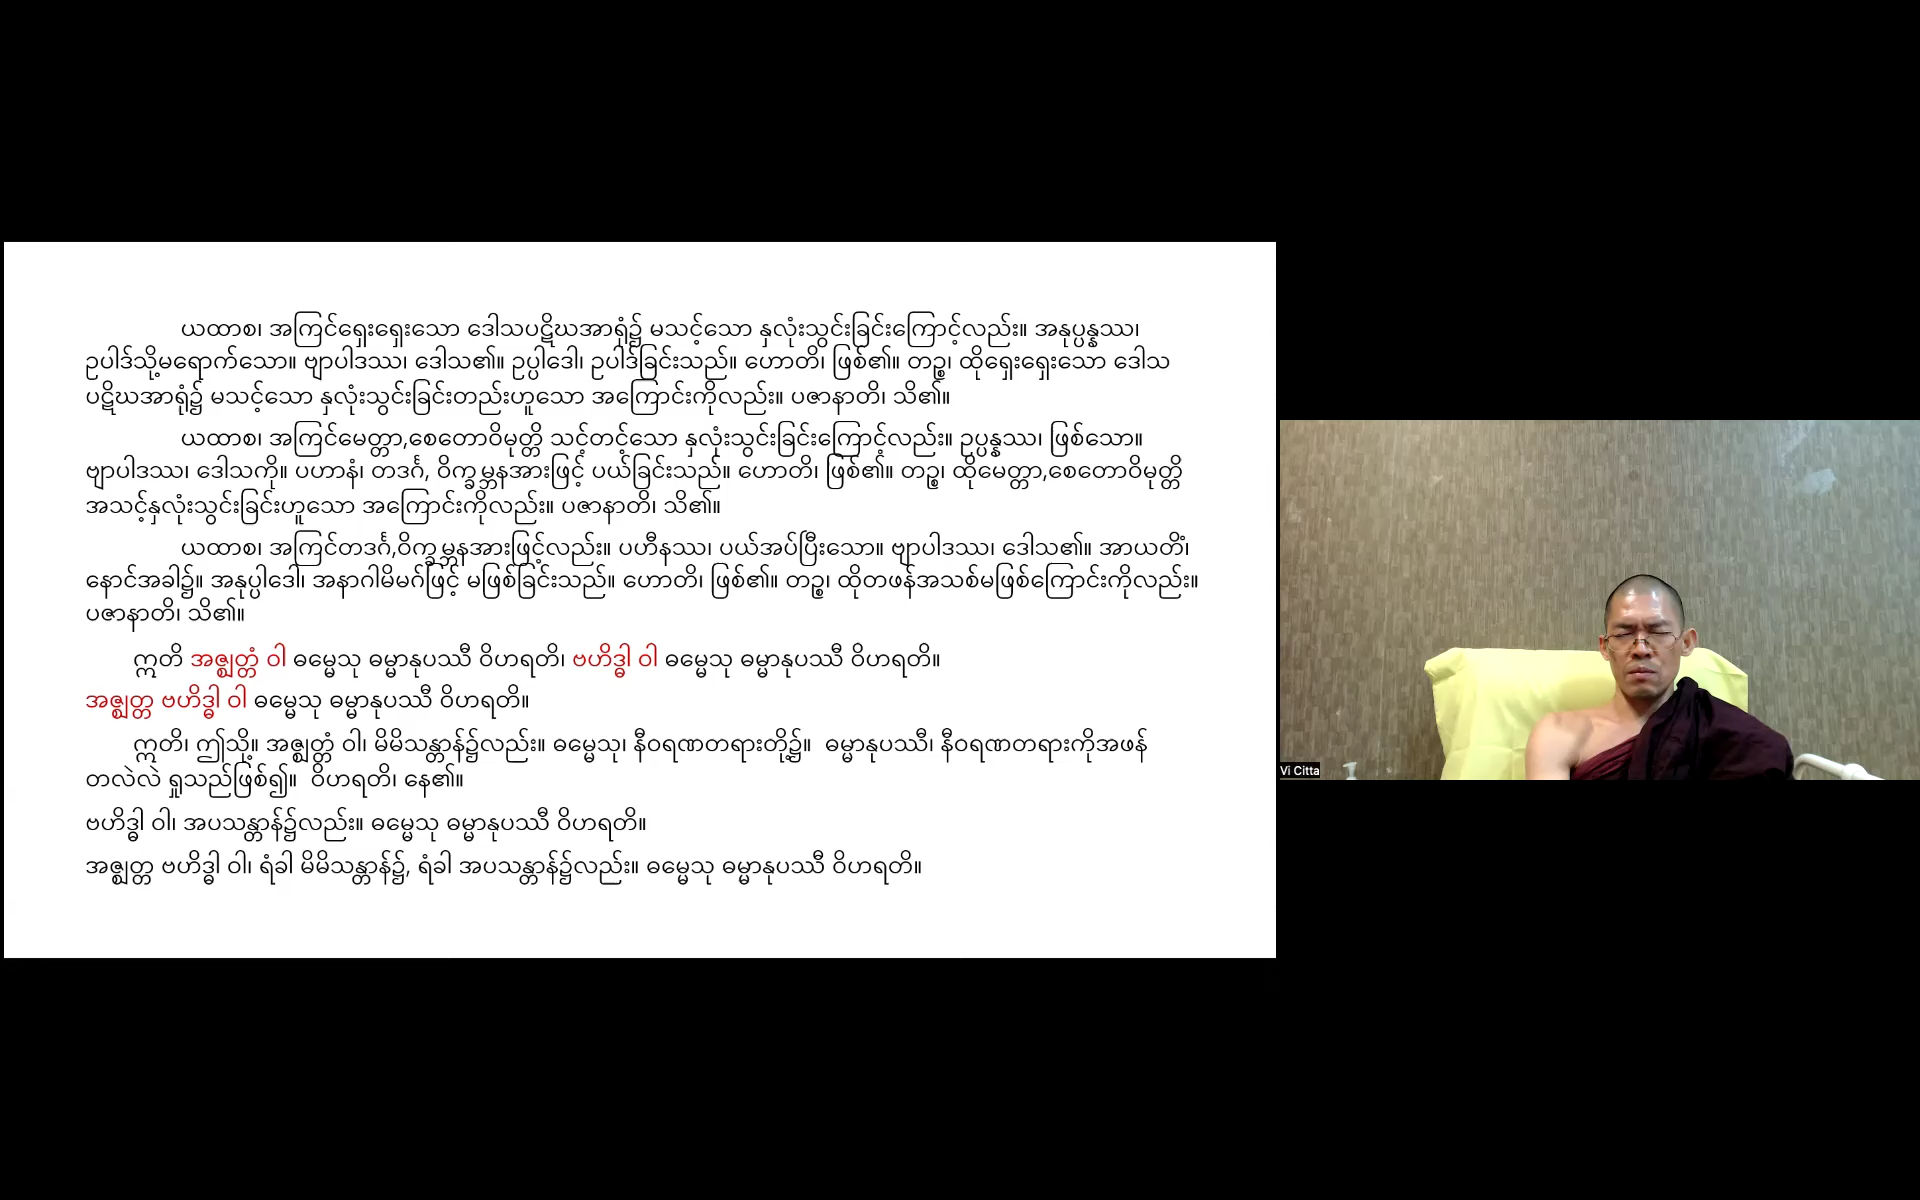 ယထာစ၊ အကြင်ရှေးရှေးသော ဒေါသပဋိဃအာရုံ၌ မသင့်သော နှလုံးသွင်းခြင်းကြောင့်လည်း။ အနုပ္ပန္နဿ၊
ဥပါဒ်သို့မရောက်သော။ ဗျာပါဒဿ၊ ဒေါသ၏။ ဥပ္ပါဒေါ၊ ဥပါဒ်ခြင်းသည်။ ဟောတိ၊ ဖြစ်၏။ တဉ္စ၊ ထိုရှေးရှေးသော ဒေါသ
ပဋိဃအာရုံ၌ မသင့်သော နှလုံးသွင်းခြင်းတည်းဟူသော အကြောင်းကိုလည်း။ ပဇာနာတိ၊ သိ၏။
ယထာစ၊ အကြင်မေတ္တာ,စေတောဝိမုတ္တိ သင့်တင့်သော နှလုံးသွင်းခြင်းကြောင့်လည်း။ ဥပ္ပန္နဿ၊ ဖြစ်သော။
ဗျာပါဒဿ၊ ဒေါသကို။ ပဟာနံ၊ တဒင်္ဂ, ဝိက္ခမ္ဘနအားဖြင့် ပယ်ခြင်းသည်။ ဟောတိ၊ ဖြစ်၏။ တဉ္စ၊ ထိုမေတ္တာ,စေတောဝိမုတ္တိ
အသင့်နှလုံးသွင်းခြင်းဟူသော အကြောင်းကိုလည်း။ ပဇာနာတိ၊ သိ၏။
ယထာစ၊ အကြင်တဒင်္ဂ,ဝိက္ခမ္ဘနအားဖြင့်လည်း။ ပဟီနဿ၊ ပယ်အပ်ပြီးသော။ ဗျာပါဒဿ၊ ဒေါသ၏။ အာယတိံ၊
နောင်အခါ၌။ အနုပ္ပါဒေါ၊ အနာဂါမိမဂ်ဖြင့် မဖြစ်ခြင်းသည်။ ဟောတိ၊ ဖြစ်၏။ တဉ္စ၊ ထိုတဖန်အသစ်မဖြစ်ကြောင်းကိုလည်း။
ပဇာနာတိ၊ သိ၏။
ဣတိ အဇ္ဈတ္တံ ဝါ ဓမ္မေသု ဓမ္မာနုပဿီ ဝိဟရတိ၊ ဗဟိဒ္ဓါ ဝါ ဓမ္မေသု ဓမ္မာနုပဿီ ဝိဟရတိ။
အဇ္ဈတ္တ ဗဟိဒ္ဓါ ဝါ ဓမ္မေသု ဓမ္မာနုပဿီ ဝိဟရတိ။
ဣတိ၊ ဤသို့။ အဇ္ဈတ္တံ ဝါ၊ မိမိသန္တာန်၌လည်း။ ဓမ္မေသု၊ နီဝရဏတရားတို့၌။ ဓမ္မာနုပဿီ၊ နီဝရဏတရားကိုအဖန်
တလဲလဲ ရှုသည်ဖြစ်၍။ ဝိဟရတိ၊ နေ၏။
ဗဟိဒ္ဓါ ဝါ၊ အပသန္တာန်၌လည်း။ ဓမ္မေသု ဓမ္မာနုပဿီ ဝိဟရတိ။
အဇ္ဈတ္တ ဗဟိဒ္ဓါ ဝါ၊ ရံခါ မိမိသန္တာန်၌, ရံခါ အပသန္တာန်၌လည်း။ ဓမ္မေသု ဓမ္မာနုပဿီ ဝိဟရတိ။
Vi Citta